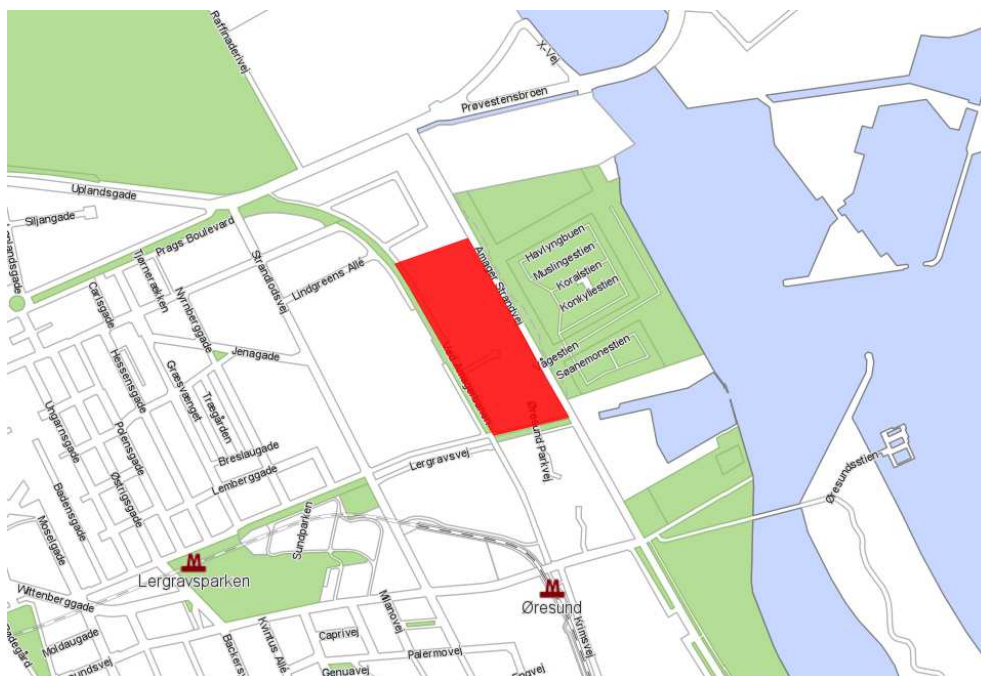 Raffinaderivej
X-Vej
Prøvestensbroen
Uplandsgade
Siljangade
Prags Boulevard
Tjørnerækken
Strandlodsvej
Lindgreens Allé
Amager Strandvej
Havlyngbuen
Muslingestien
Koralstien
Konkyliestien
Søanemonestien
Carlsgade
Nyrnberggade
Jenagade
Hessensgade
Græsvænget
Trægården
Ungarnsgade
Polensgade
Breslaugade
Lemberggade
Lergravsvej
Øresund Parkvej
Øresundsstien
Badensgade
Østrigsgade
Moselgade
Sundparken
Lergravsparken
Øresund
Wittenberggade
Moldaugade
Kvintus Allé
Caprivej
Milanovej
Palermovej
Genuavej
Krimsvej